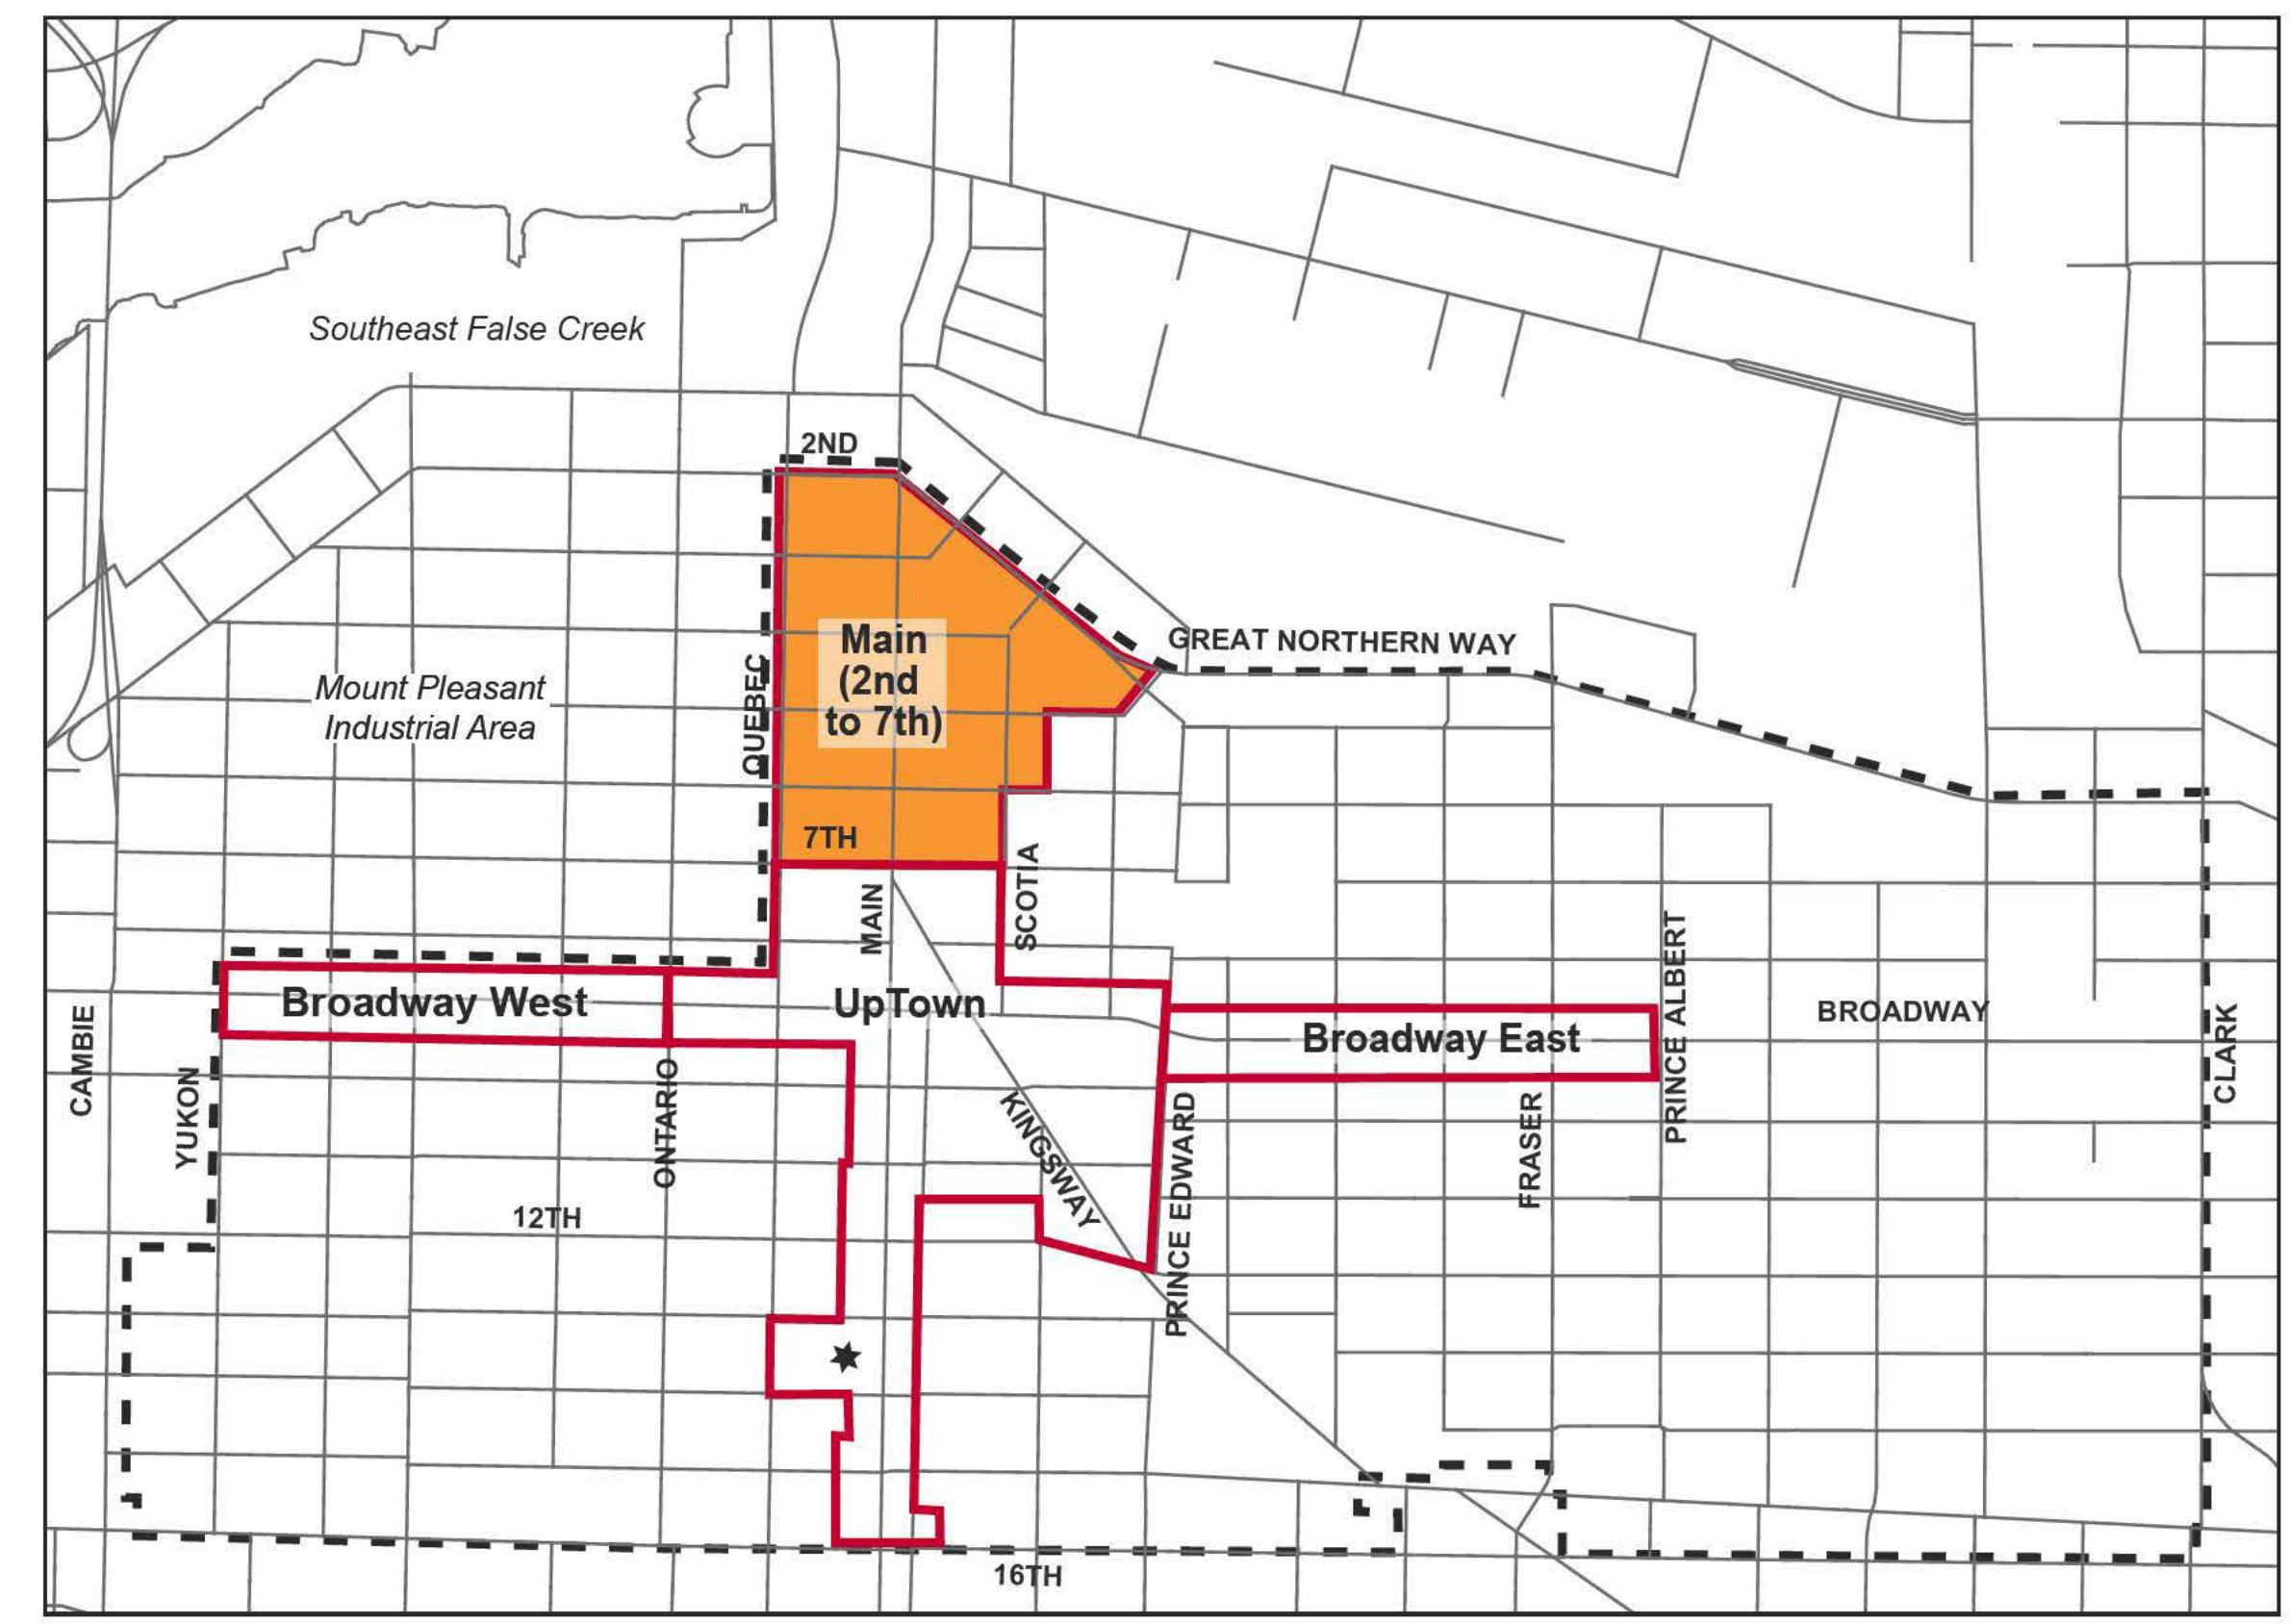 Southeast False Creek
2ND
GREAT NORTHERN WAY
Main
(2nd
to 7th)
QUEBEC
Mount Pleasant
Industrial Area
7TH
MAIN
SCOTIA
PRINCE ALBERT
Broadway West
UpTown
BROADWAY
Broadway East
CAMBIE
YUKON
ONTARIO
KINGSWAY
PRINCE EDWARD
FRASER
CLARK
12TH
16TH